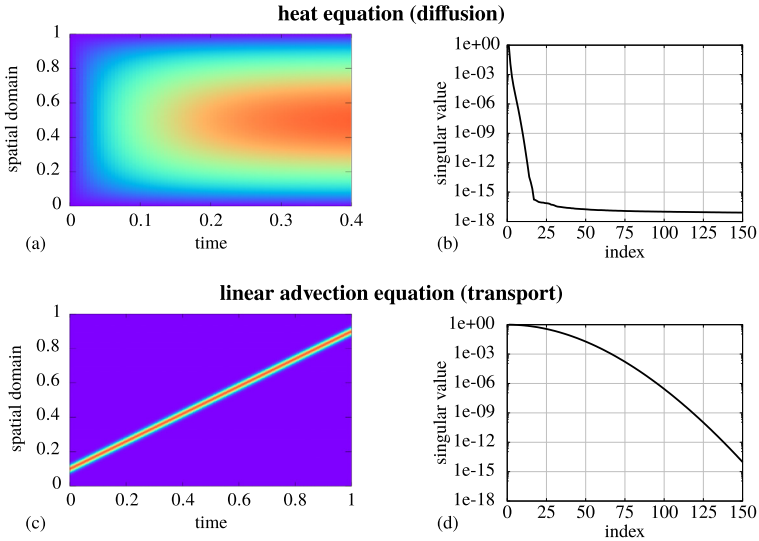 heat equation (diffusion)
1
0.8
0.6
0.4
0.2
0
spatial domain
0 0.1 0.2 0.3 0.4
time
(a)
1e+00
1e-03
1e-06
1e-09
1e-12
1e-15
1e-18
singular value
0 25 50 75 100 125 150
index
(b)
linear advection equation (transport)
1
0.8
0.6
0.4
0.2
0
spatial domain
0 0.2 0.4 0.6 0.8 1
time
(c)
1e+00
1e-03
1e-06
1e-09
1e-12
1e-15
1e-18
singular value
0 25 50 75 100 125 150
index
(d)